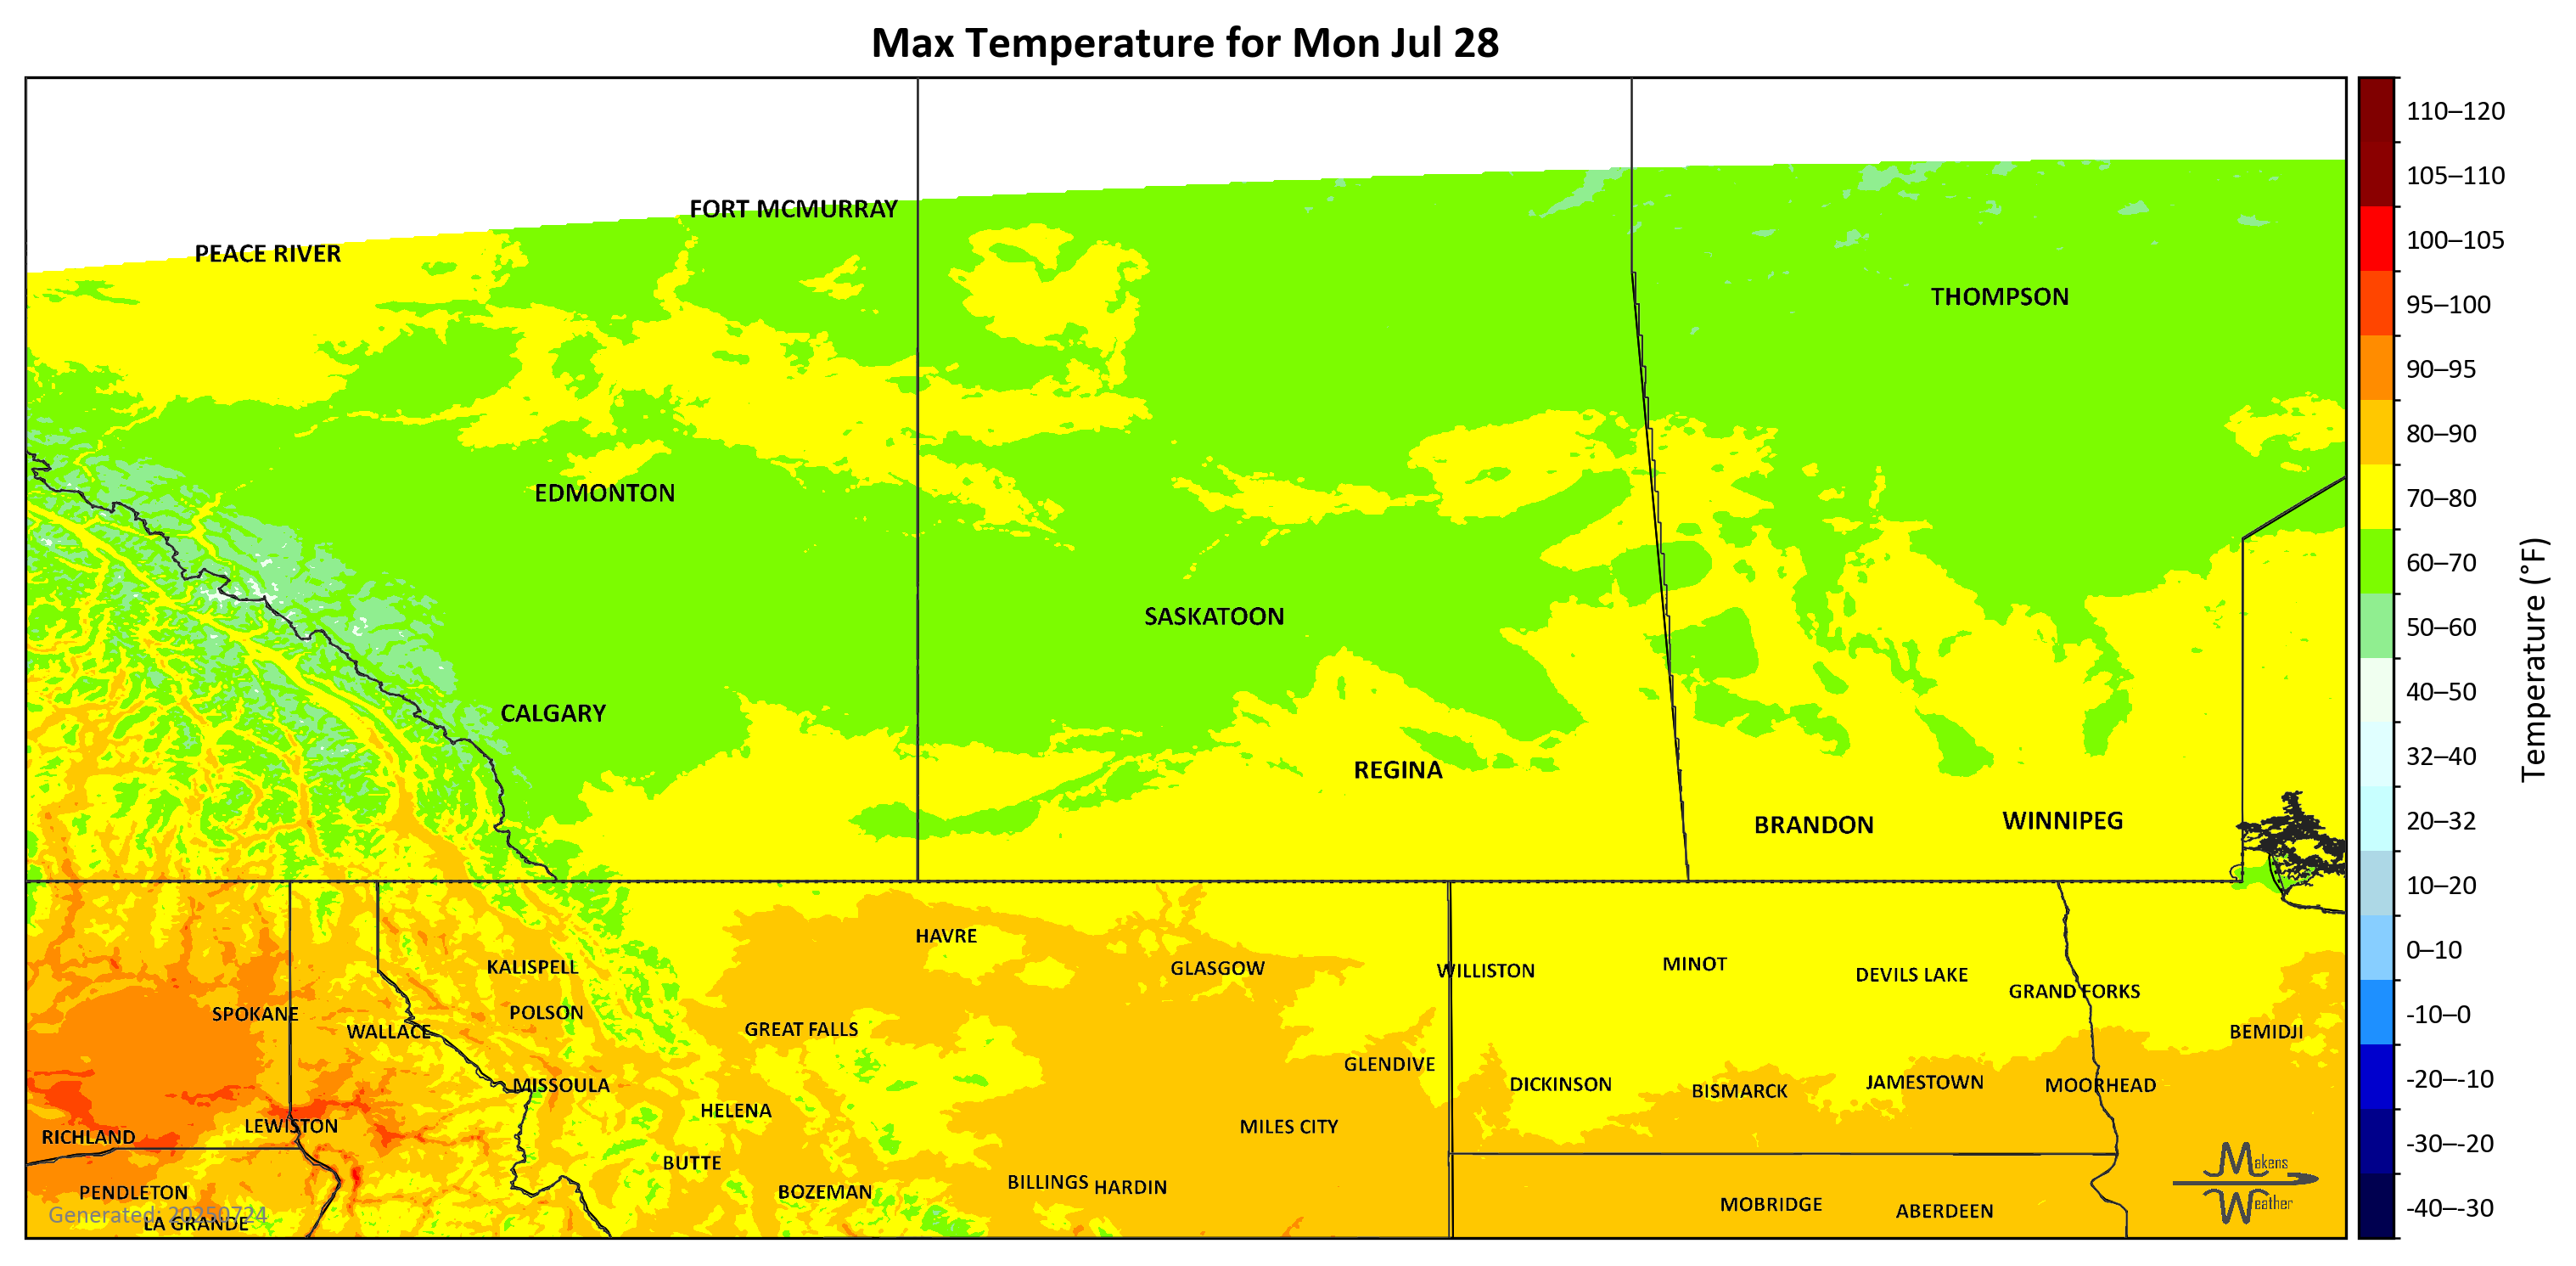 Max Temperature for Mon Jul 28
110–120
105–110
FORT MCMURRAY
100–105
PEACE RIVER
THOMPSON
95–100
90–95
80–90
EDMONTON
70–80
60–70
SASKATOON
50–60
Temperature (°F)
CALGARY
40–50
REGINA
32–40
BRANDON
WINNIPEG
20–32
10–20
HAVRE
0–10
KALISPELL
GLASGOW
WILLISTON
MINOT
DEVILS LAKE
GRAND FORKS
SPOKANE
POLSON
-10–0
WALLACE
GREAT FALLS
BEMIDJI
GLENDIVE
MISSOULA
DICKINSON
BISMARCK
JAMESTOWN
MOORHEAD
-20–-10
HELENA
LEWISTON
MILES CITY
RICHLAND
-30–-20
BUTTE
Makens
PENDLETON
BOZEMAN
BILLINGS
HARDIN
MOBRIDGE
ABERDEEN
Weather
-40–-30
Generated: 20250724
LA GRANDE